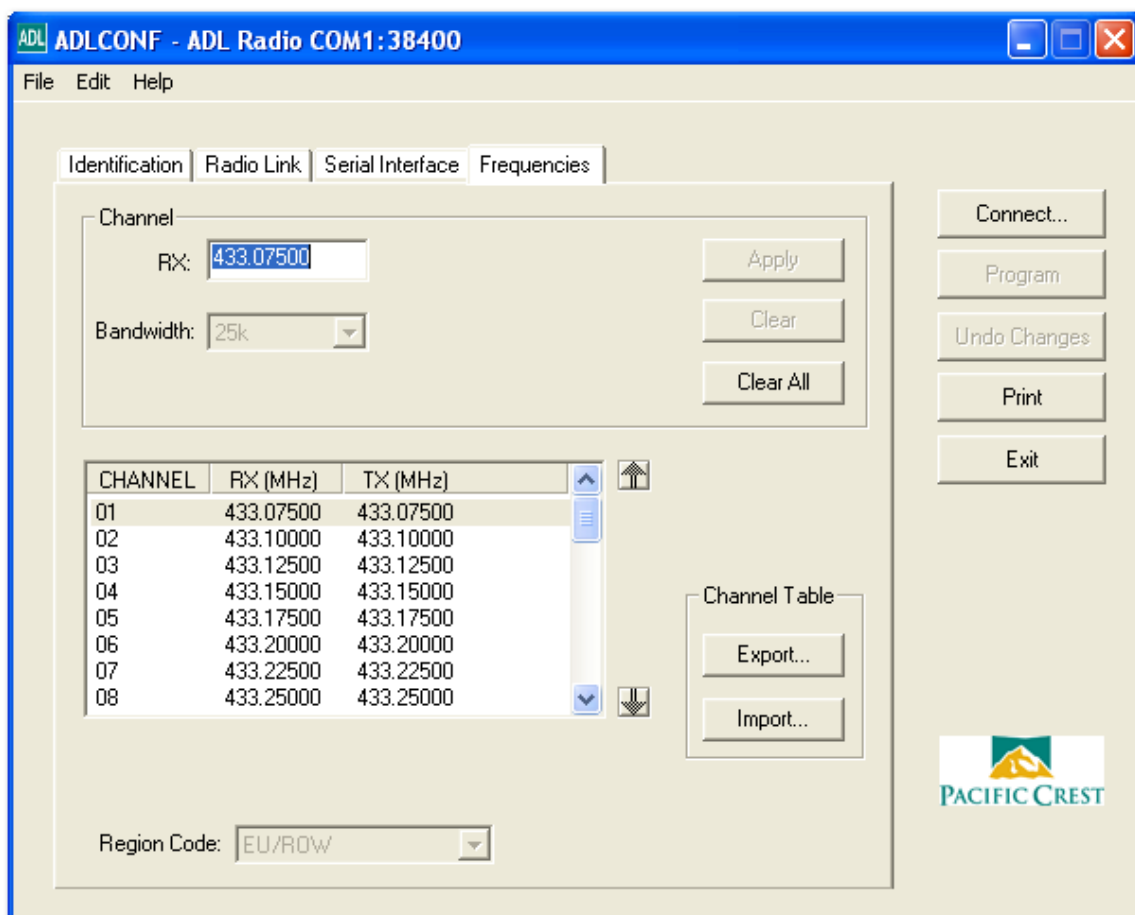 ADL ADLCONF - ADL Radio COM1:38400
File Edit Help
Identification Radio Link Serial Interface Frequencies
Channel
RX: 433.07500
Bandwidth: 25k
Apply
Clear
Clear All
Connect...
Program
Undo Changes
Print
Exit
CHANNEL RX (MHz) TX (MHz)
01 433.07500 433.07500
02 433.10000 433.10000
03 433.12500 433.12500
04 433.15000 433.15000
05 433.17500 433.17500
06 433.20000 433.20000
07 433.22500 433.22500
08 433.25000 433.25000
Channel Table
Export...
Import...
PACIFIC CREST
Region Code: EU/ROW